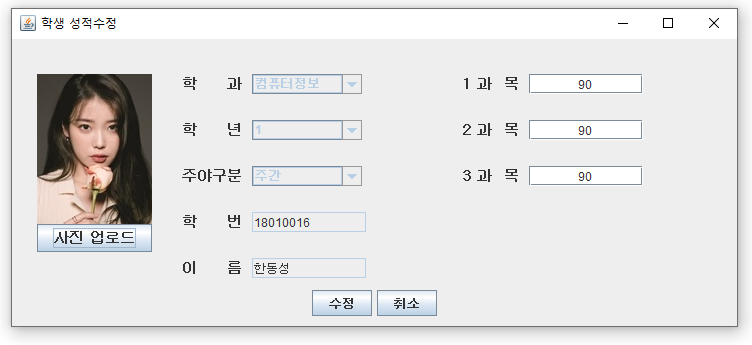 학생 성적수정
학 과 컴퓨터정보 1 과 목 90
학 년 1 2 과 목 90
주야구분 주간 3 과 목 90
학 번 18010016
사진 업로드
이 름 한동성
수정 취소